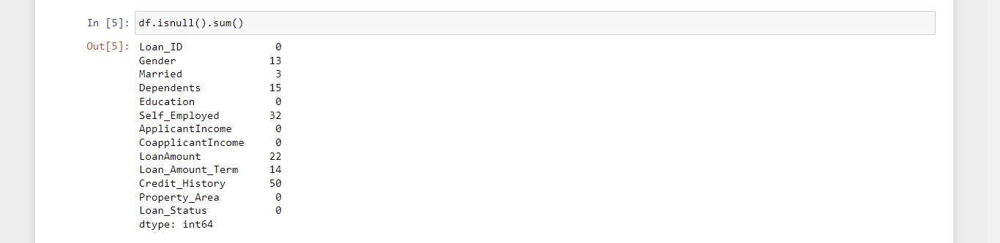 In [5]: df.isnull().sum()
Out[5]: Loan_ID 0
Gender 13
Married 3
Dependents 15
Education 0
Self_Employed 32
ApplicantIncome 0
CoapplicantIncome 0
LoanAmount 22
Loan_Amount_Term 14
Credit_History 50
Property_Area 0
Loan_Status 0
dtype: int64